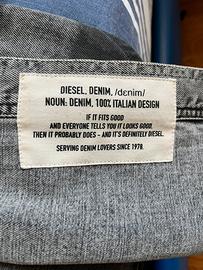 DIESEL, DENIM, /dɛnim/
NOUN: DENIM, 100% ITALIAN DESIGN
IF IT FITS GOOD
AND EVERYONE TELLS YOU IT LOOKS GOOD,
THEN IT PROBABLY DOES - AND IT'S DEFINITELY DIESEL.
SERVING DENIM LOVERS SINCE 1978.